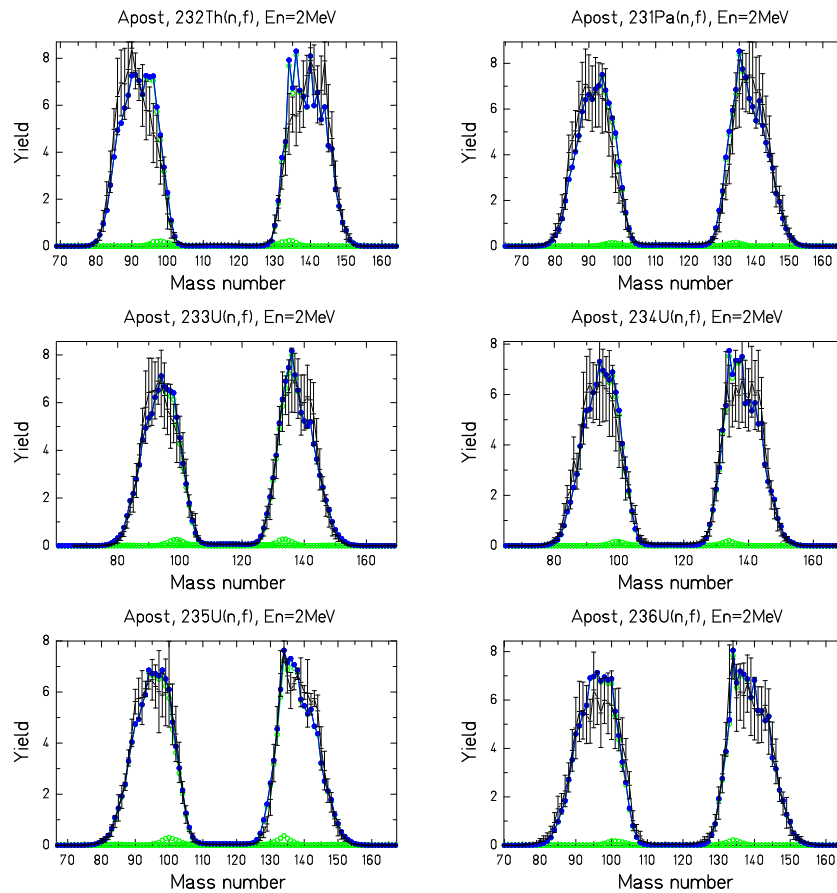 Apost, 232Th(n,f), En=2MeV
Yield
8
6
4
2
0
70 80 90 100 110 120 130 140 150 160
Mass number
Apost, 231Pa(n,f), En=2MeV
Yield
8
6
4
2
0
70 80 90 100 110 120 130 140 150 160
Mass number
Apost, 233U(n,f), En=2MeV
Yield
8
6
4
2
0
80 100 120 140 160
Mass number
Apost, 234U(n,f), En=2MeV
Yield
8
6
4
2
0
70 80 90 100 110 120 130 140 150 160
Mass number
Apost, 235U(n,f), En=2MeV
Yield
8
6
4
2
0
70 80 90 100 110 120 130 140 150 160
Mass number
Apost, 236U(n,f), En=2MeV
Yield
8
6
4
2
0
70 80 90 100 110 120 130 140 150 160
Mass number